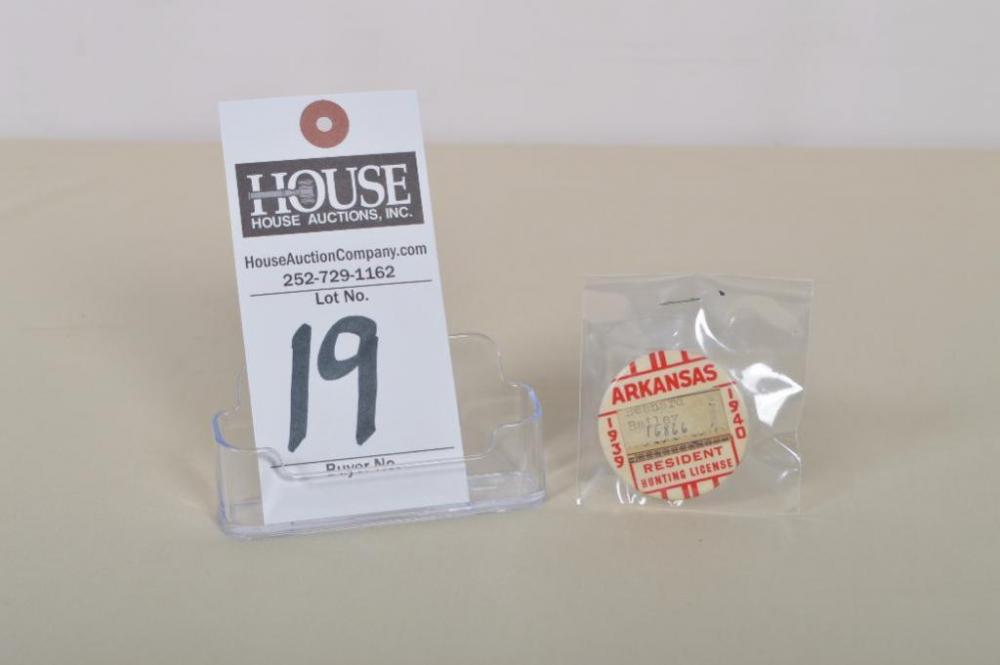 HOUSE
HOUSE AUCTIONS, INC.
HouseAuctionCompany.com
252-729-1162
Lot No.
19
Buyer No.
ARKANSAS
1939
1940
Bailey
RESIDENT
HUNTING LICENSE